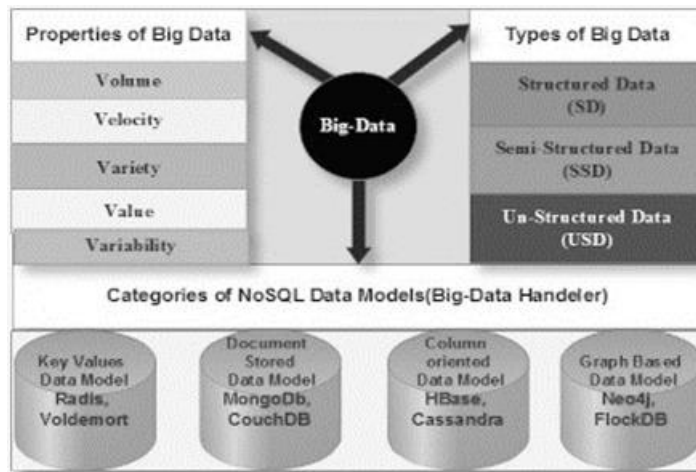 Properties of Big Data
Volume
Velocity
Variety
Value
Variability
Big-Data
Types of Big Data
Structured Data
(SD)
Semi-Structured Data
(SSD)
Un-Structured Data
(USD)
Categories of NoSQL Data Models(Big-Data Handeler)
Key Values
Data Model
Radis,
Voldemort
Document
Stored
Data Model
MongoDb,
CouchDB
Column
oriented
Data Model
HBase,
Cassandra
Graph Based
Data Model
Neo4j,
FlockDB